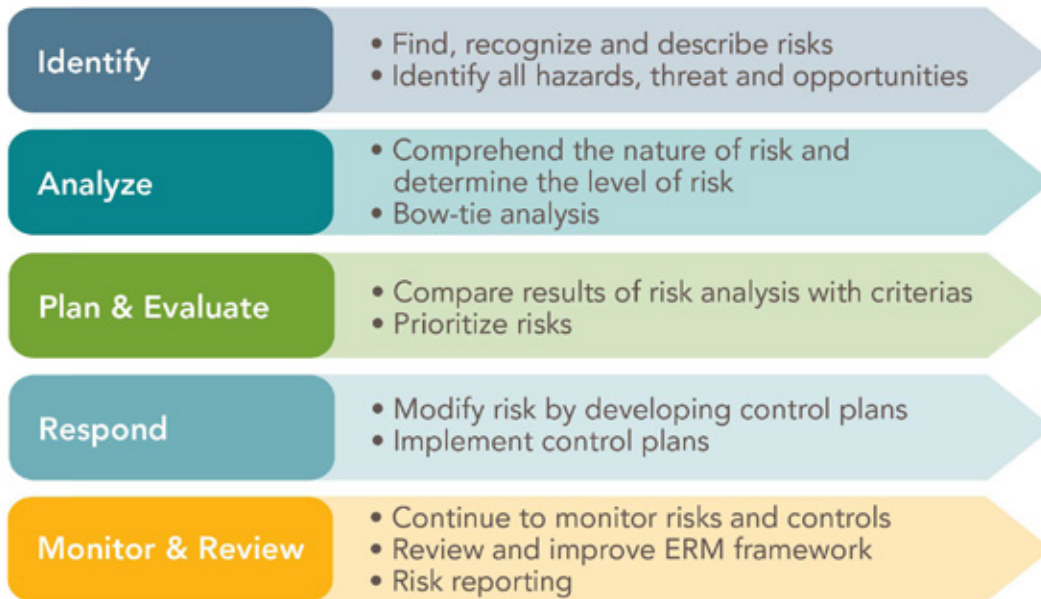 Identify
• Find, recognize and describe risks
• Identify all hazards, threat and opportunities
Analyze
• Comprehend the nature of risk and
determine the level of risk
• Bow-tie analysis
Plan & Evaluate
• Compare results of risk analysis with criterias
• Prioritize risks
Respond
• Modify risk by developing control plans
• Implement control plans
Monitor & Review
• Continue to monitor risks and controls
• Review and improve ERM framework
• Risk reporting